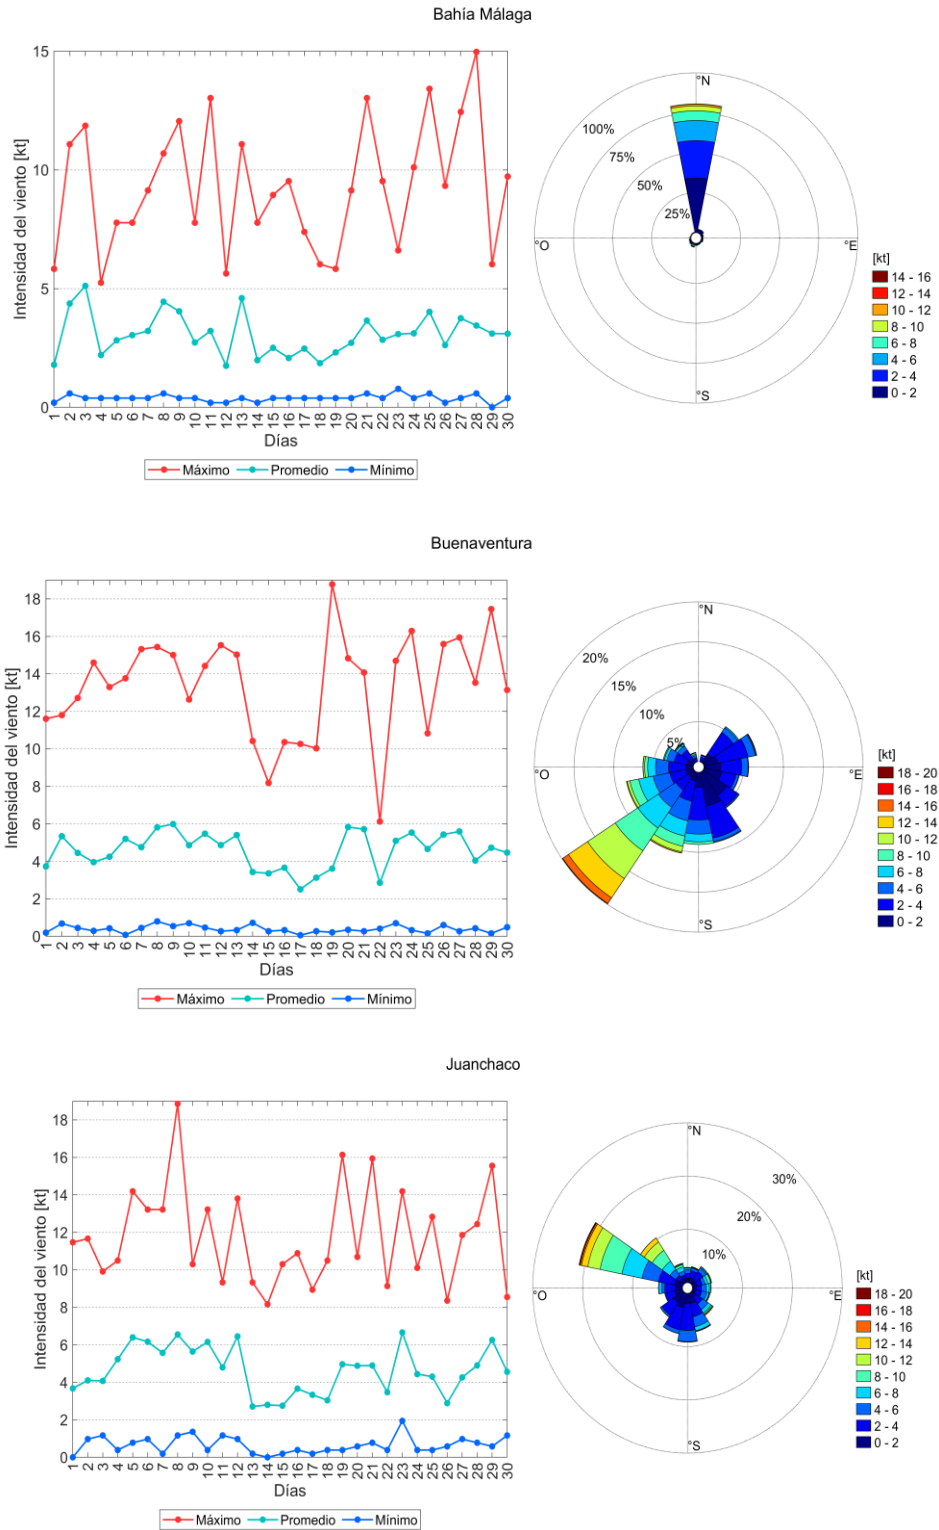 Bahía Málaga
15
10
5
0
Intensidad del viento [kt]
1 2 3 4 5 6 7 8 9 10 11 12 13 14 15 16 17 18 19 20 21 22 23 24 25 26 27 28 29 30
Días
Máximo Promedio Mínimo
°N
100%
75%
50%
25%
°O
°E
°S
[kt]
14 - 16
12 - 14
10 - 12
8 - 10
6 - 8
4 - 6
2 - 4
0 - 2
Buenaventura
18
16
14
12
10
8
6
4
2
0
Intensidad del viento [kt]
1 2 3 4 5 6 7 8 9 10 11 12 13 14 15 16 17 18 19 20 21 22 23 24 25 26 27 28 29 30
Días
Máximo Promedio Mínimo
°N
20%
15%
10%
5%
°O
°E
°S
[kt]
18 - 20
16 - 18
14 - 16
12 - 14
10 - 12
8 - 10
6 - 8
4 - 6
2 - 4
0 - 2
Juanchaco
18
16
14
12
10
8
6
4
2
0
Intensidad del viento [kt]
1 2 3 4 5 6 7 8 9 10 11 12 13 14 15 16 17 18 19 20 21 22 23 24 25 26 27 28 29 30
Días
Máximo Promedio Mínimo
°N
30%
20%
10%
°O
°E
°S
[kt]
18 - 20
16 - 18
14 - 16
12 - 14
10 - 12
8 - 10
6 - 8
4 - 6
2 - 4
0 - 2